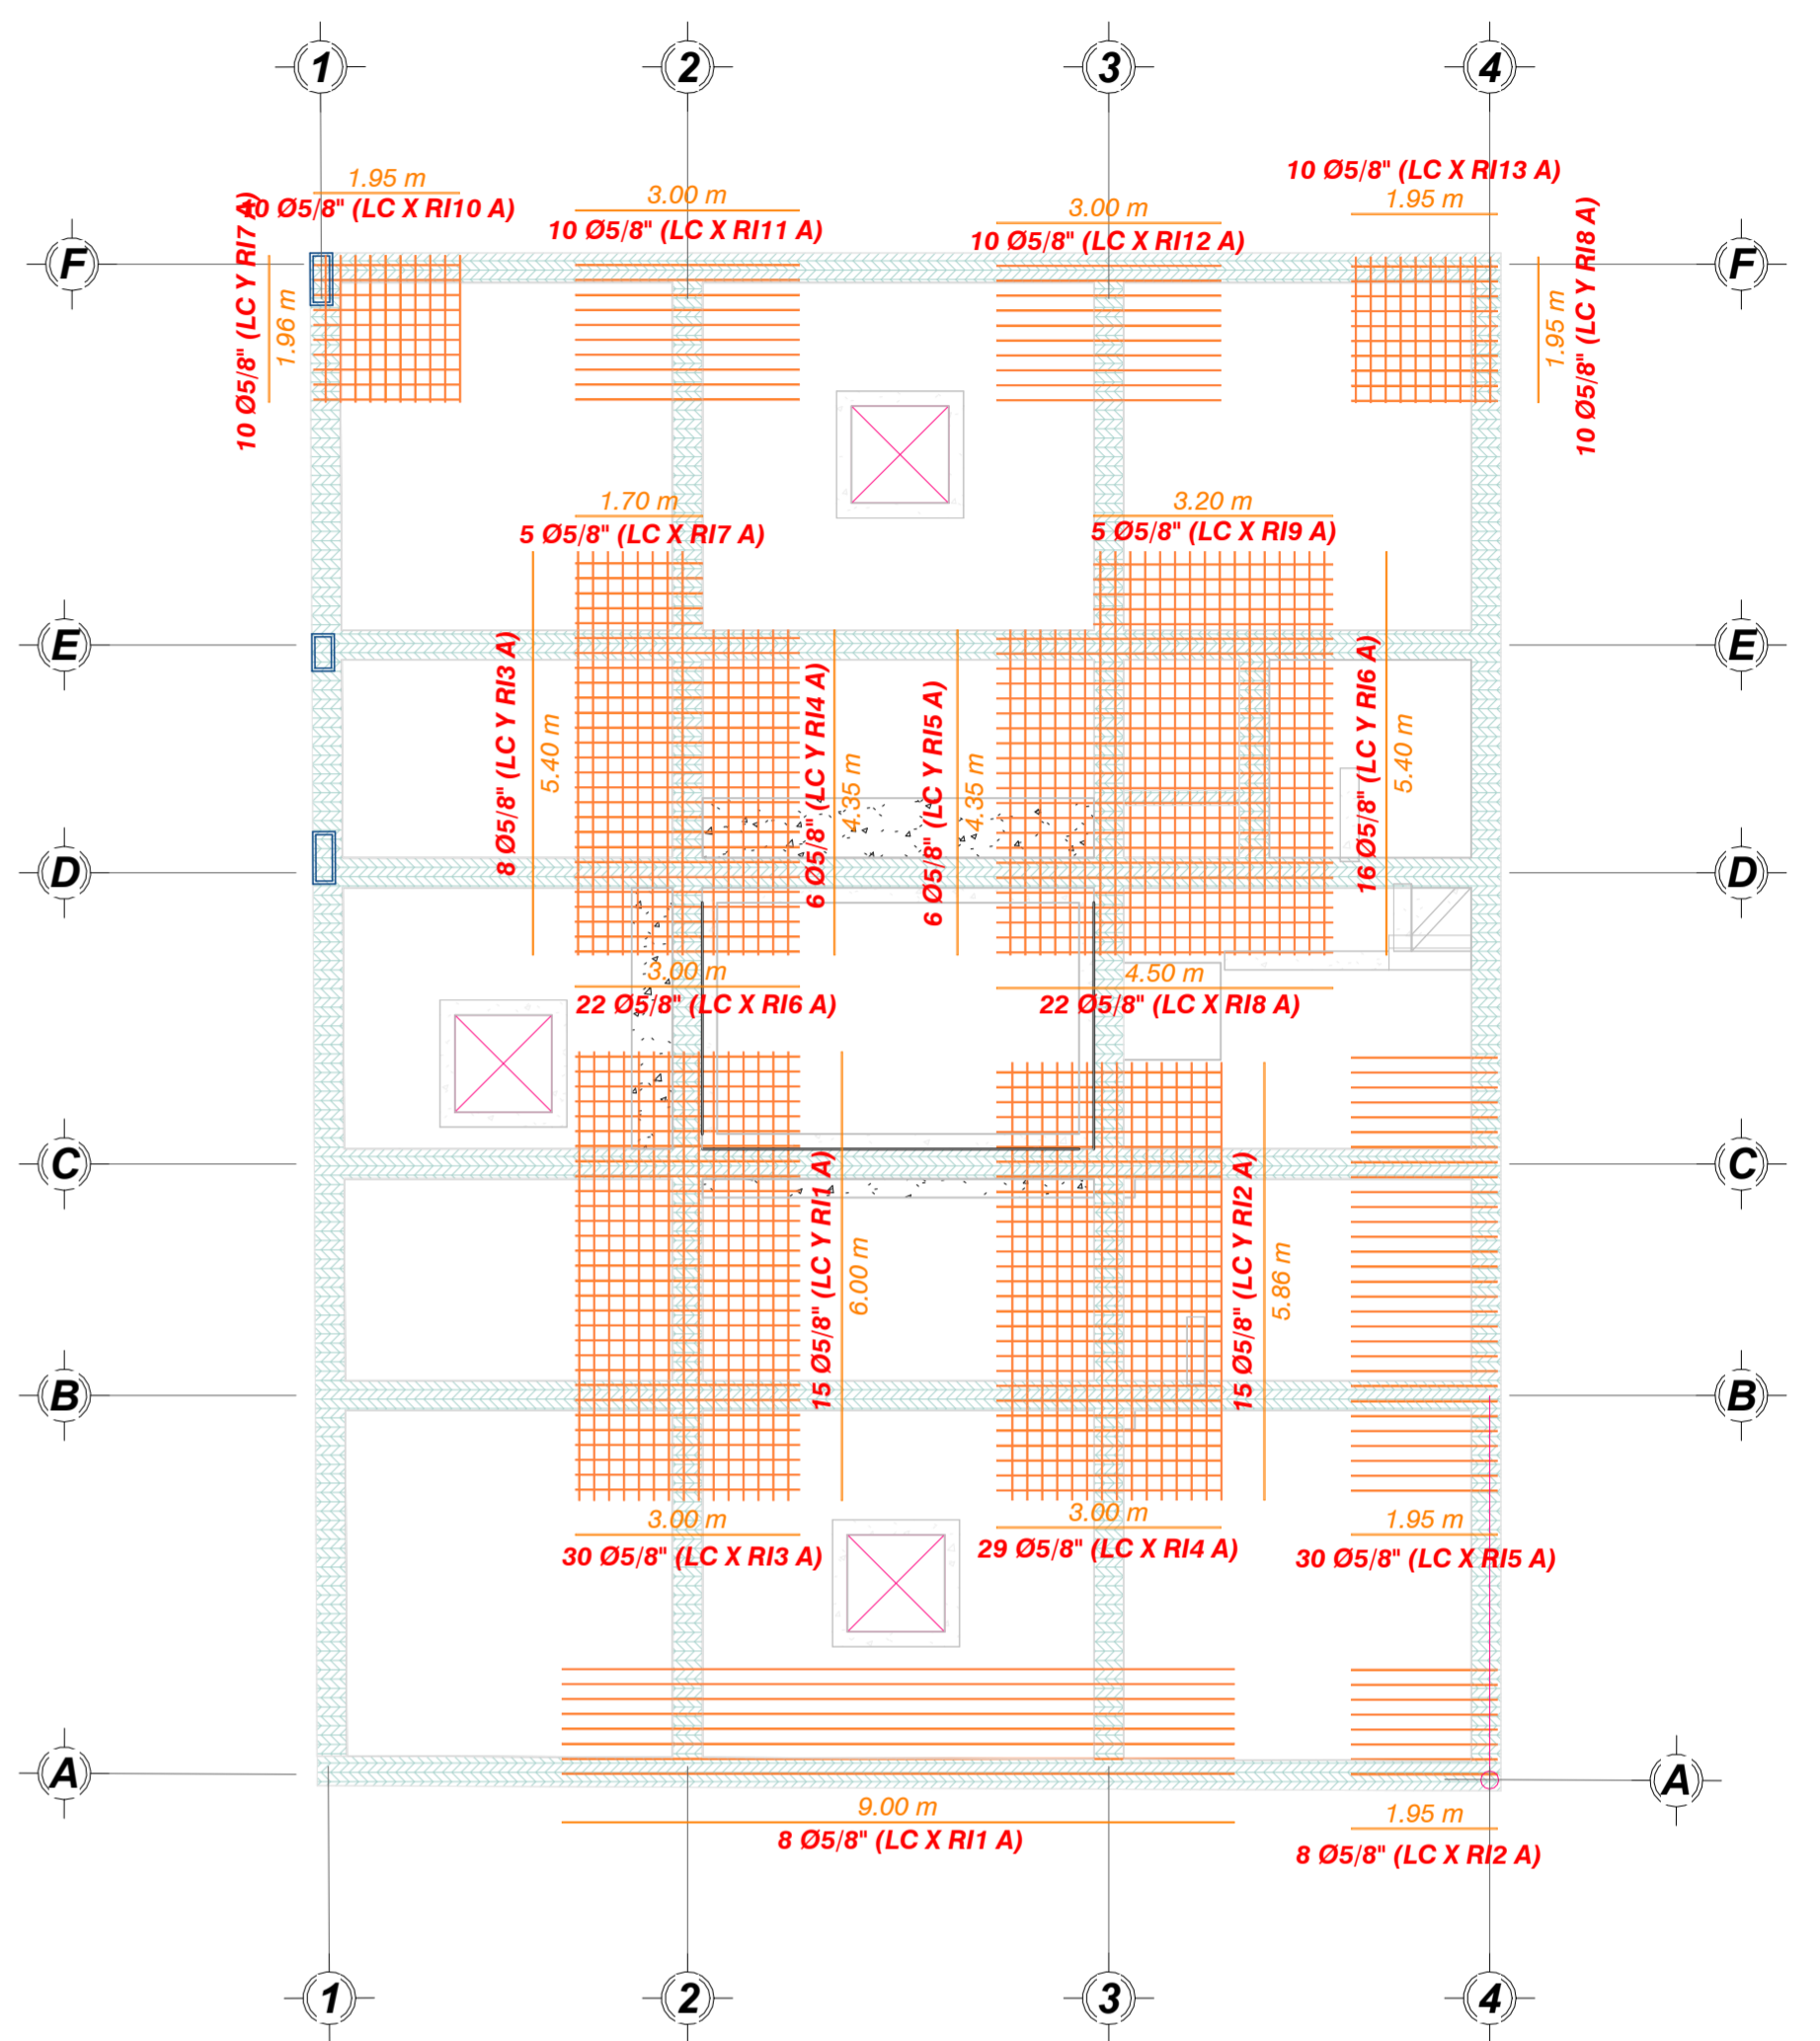 1 2 3 4
10 Ø5/8" (LC X RI13 A)
1.95 m
3.00 m
1.95 m
3.00 m
10 Ø5/8" (LC X RI10 A)
10 Ø5/8" (LC X RI11 A)
10 Ø5/8" (LC X RI12 A)
F F
10 Ø5/8" (LC Y RI7 A)
1.96 m
1.95 m
10 Ø5/8" (LC Y RI8 A)
1.70 m
3.20 m
5 Ø5/8" (LC X RI7 A)
5 Ø5/8" (LC X RI9 A)
E E
8 Ø5/8" (LC Y RI3 A)
5.40 m
6 Ø5/8" (LC Y RI4 A)
4.35 m
6 Ø5/8" (LC Y RI5 A)
4.35 m
16 Ø5/8" (LC Y RI6 A)
5.40 m
D D
3.00 m
4.50 m
22 Ø5/8" (LC X RI6 A)
22 Ø5/8" (LC X RI8 A)
C C
15 Ø5/8" (LC Y RI1 A)
6.00 m
15 Ø5/8" (LC Y RI2 A)
5.86 m
B B
3.00 m
3.00 m
1.95 m
30 Ø5/8" (LC X RI3 A)
29 Ø5/8" (LC X RI4 A)
30 Ø5/8" (LC X RI5 A)
A A
9.00 m
1.95 m
8 Ø5/8" (LC X RI1 A)
8 Ø5/8" (LC X RI2 A)
1 2 3 4